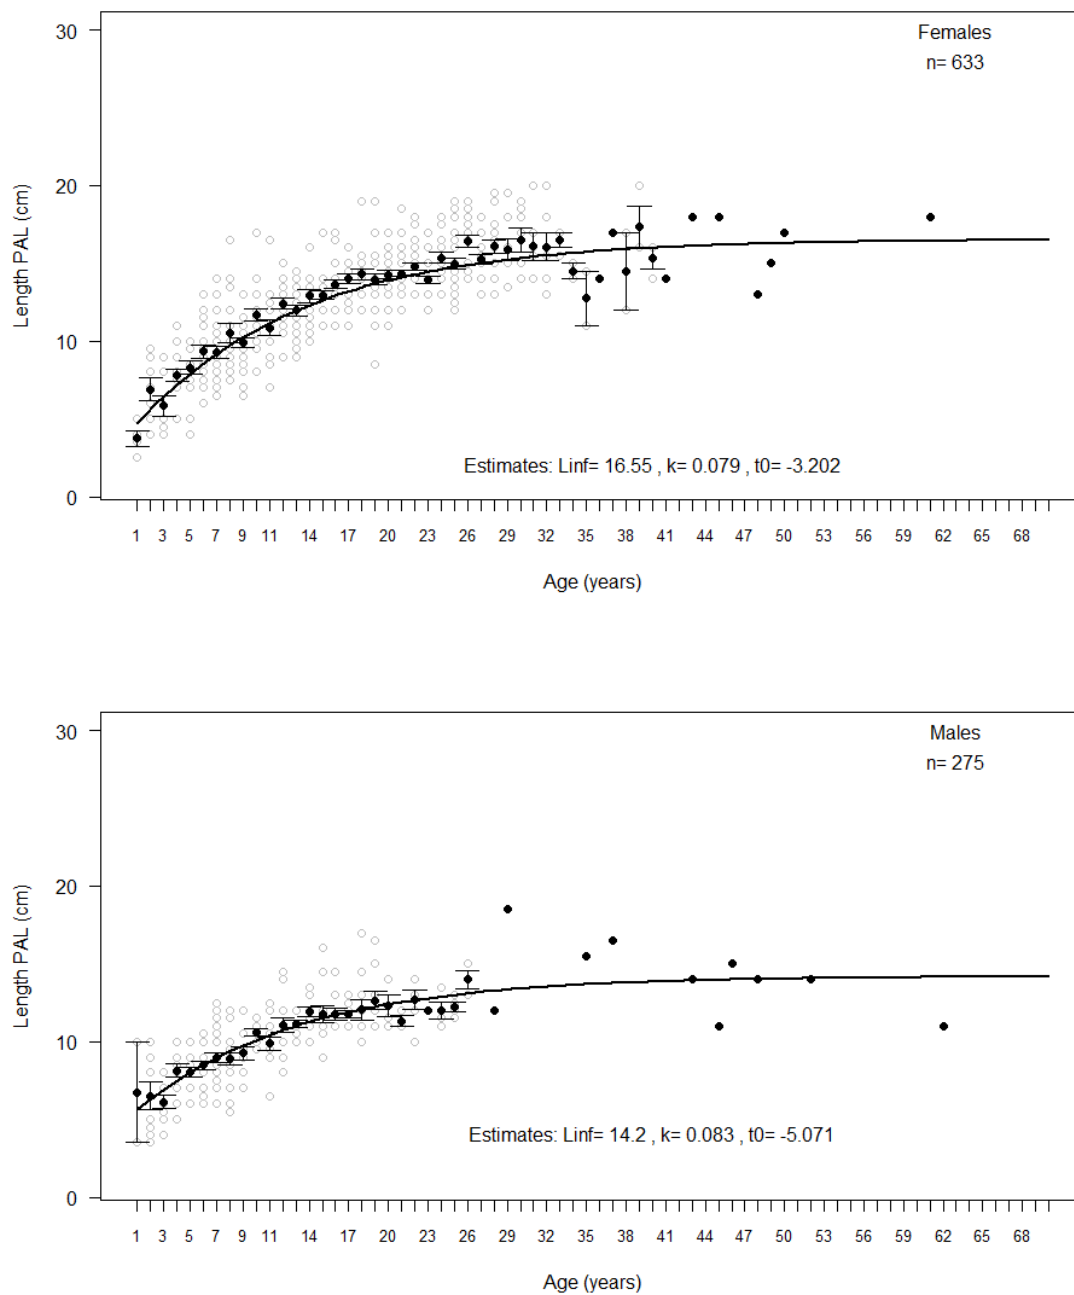 Females
n= 633
30
20
10
0
Length PAL (cm)
Estimates: Linf= 16.55 , k= 0.079 , t0= -3.202
1 3 5 7 9 11 14 17 20 23 26 29 32 35 38 41 44 47 50 53 56 59 62 65 68
Age (years)
Males
n= 275
30
20
10
0
Length PAL (cm)
Estimates: Linf= 14.2 , k= 0.083 , t0= -5.071
1 3 5 7 9 11 14 17 20 23 26 29 32 35 38 41 44 47 50 53 56 59 62 65 68
Age (years)